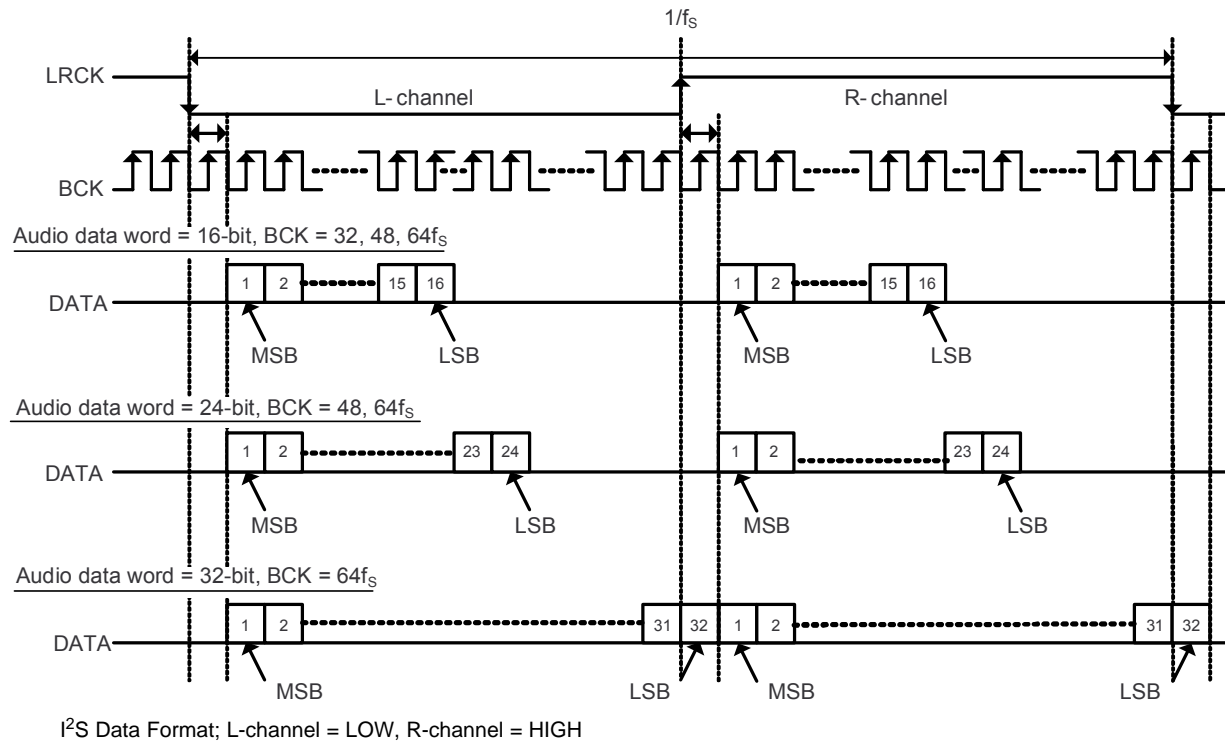 1/fS
LRCK
L- channel
R- channel
BCK
Audio data word = 16-bit, BCK = 32, 48, 64fS
1 2 15 16 1 2 15 16
DATA
MSB LSB MSB LSB
Audio data word = 24-bit, BCK = 48, 64fS
1 2 23 24 1 2 23 24
DATA
MSB LSB MSB LSB
Audio data word = 32-bit, BCK = 64fS
1 2 31 32 1 2 31 32
DATA
MSB LSB MSB LSB
I2S Data Format; L-channel = LOW, R-channel = HIGH